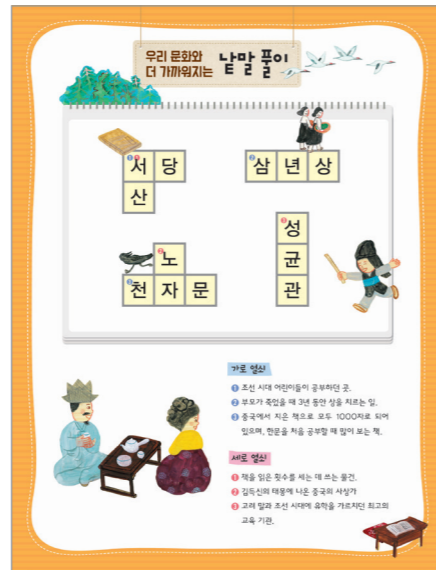 우리 문화와
더 가까워지는
낱말 풀이
서당
산
삼년상
노
천자문
성
균
관
가로 열쇠
1 조선 시대 어린이들이 공부하던 곳.
2 부모가 죽었을 때 3년 동안 상을 치르는 일.
3 중국에서 지은 책으로 모두 1000자로 되어
있으며, 한문을 처음 공부할 때 많이 보는 책.
세로 열쇠
1 책을 읽은 횟수를 세는 데 쓰는 물건.
2 김득신의 태몽에 나온 중국의 사상가
3 고려 말과 조선 시대에 유학을 가르치던 최고의
교육 기관.